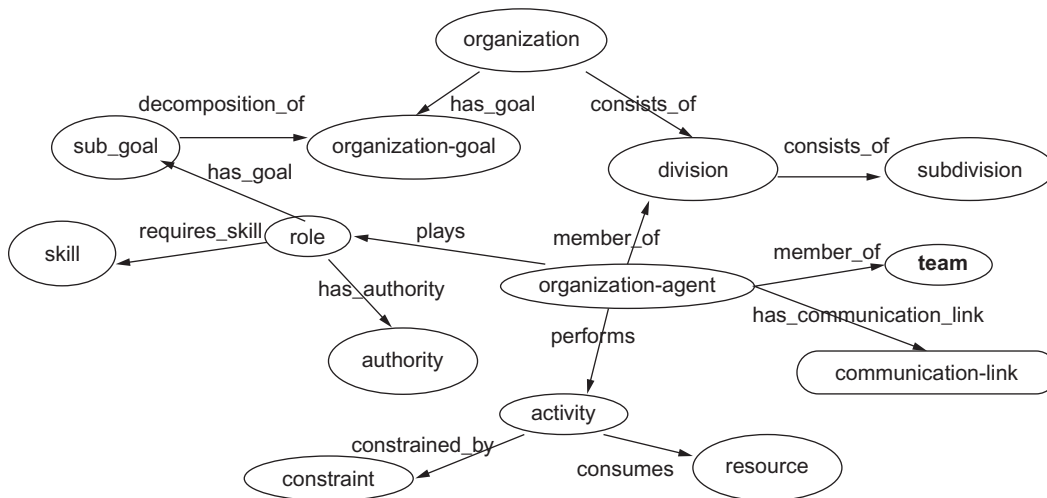 organization
decomposition_of
has_goal
consists_of
sub_goal
organization-goal
division
consists_of
subdivision
has_goal
requires_skill
role
plays
member_of
member_of
team
skill
organization-agent
has_authority
has_communication_link
performs
authority
communication-link
activity
constrained_by
consumes
resource
constraint